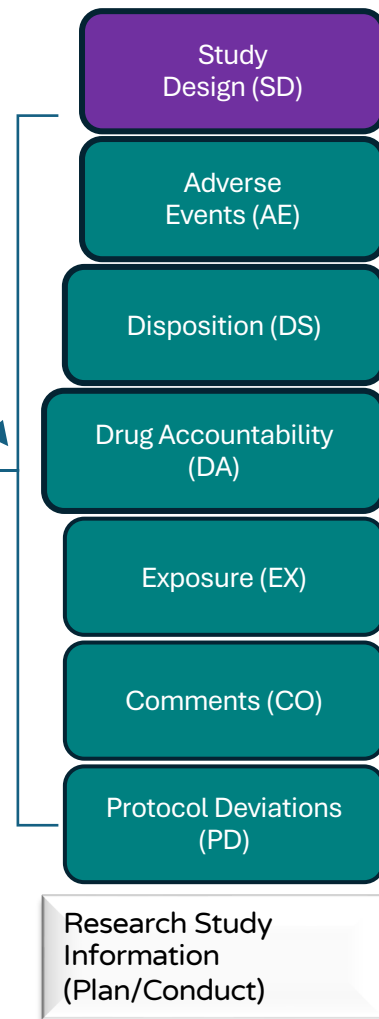 Study
Design (SD)
Adverse
Events (AE)
Disposition (DS)
Drug Accountability
(DA)
Exposure (EX)
Comments (CO)
Protocol Deviations
(PD)
Research Study
Information
(Plan/Conduct)